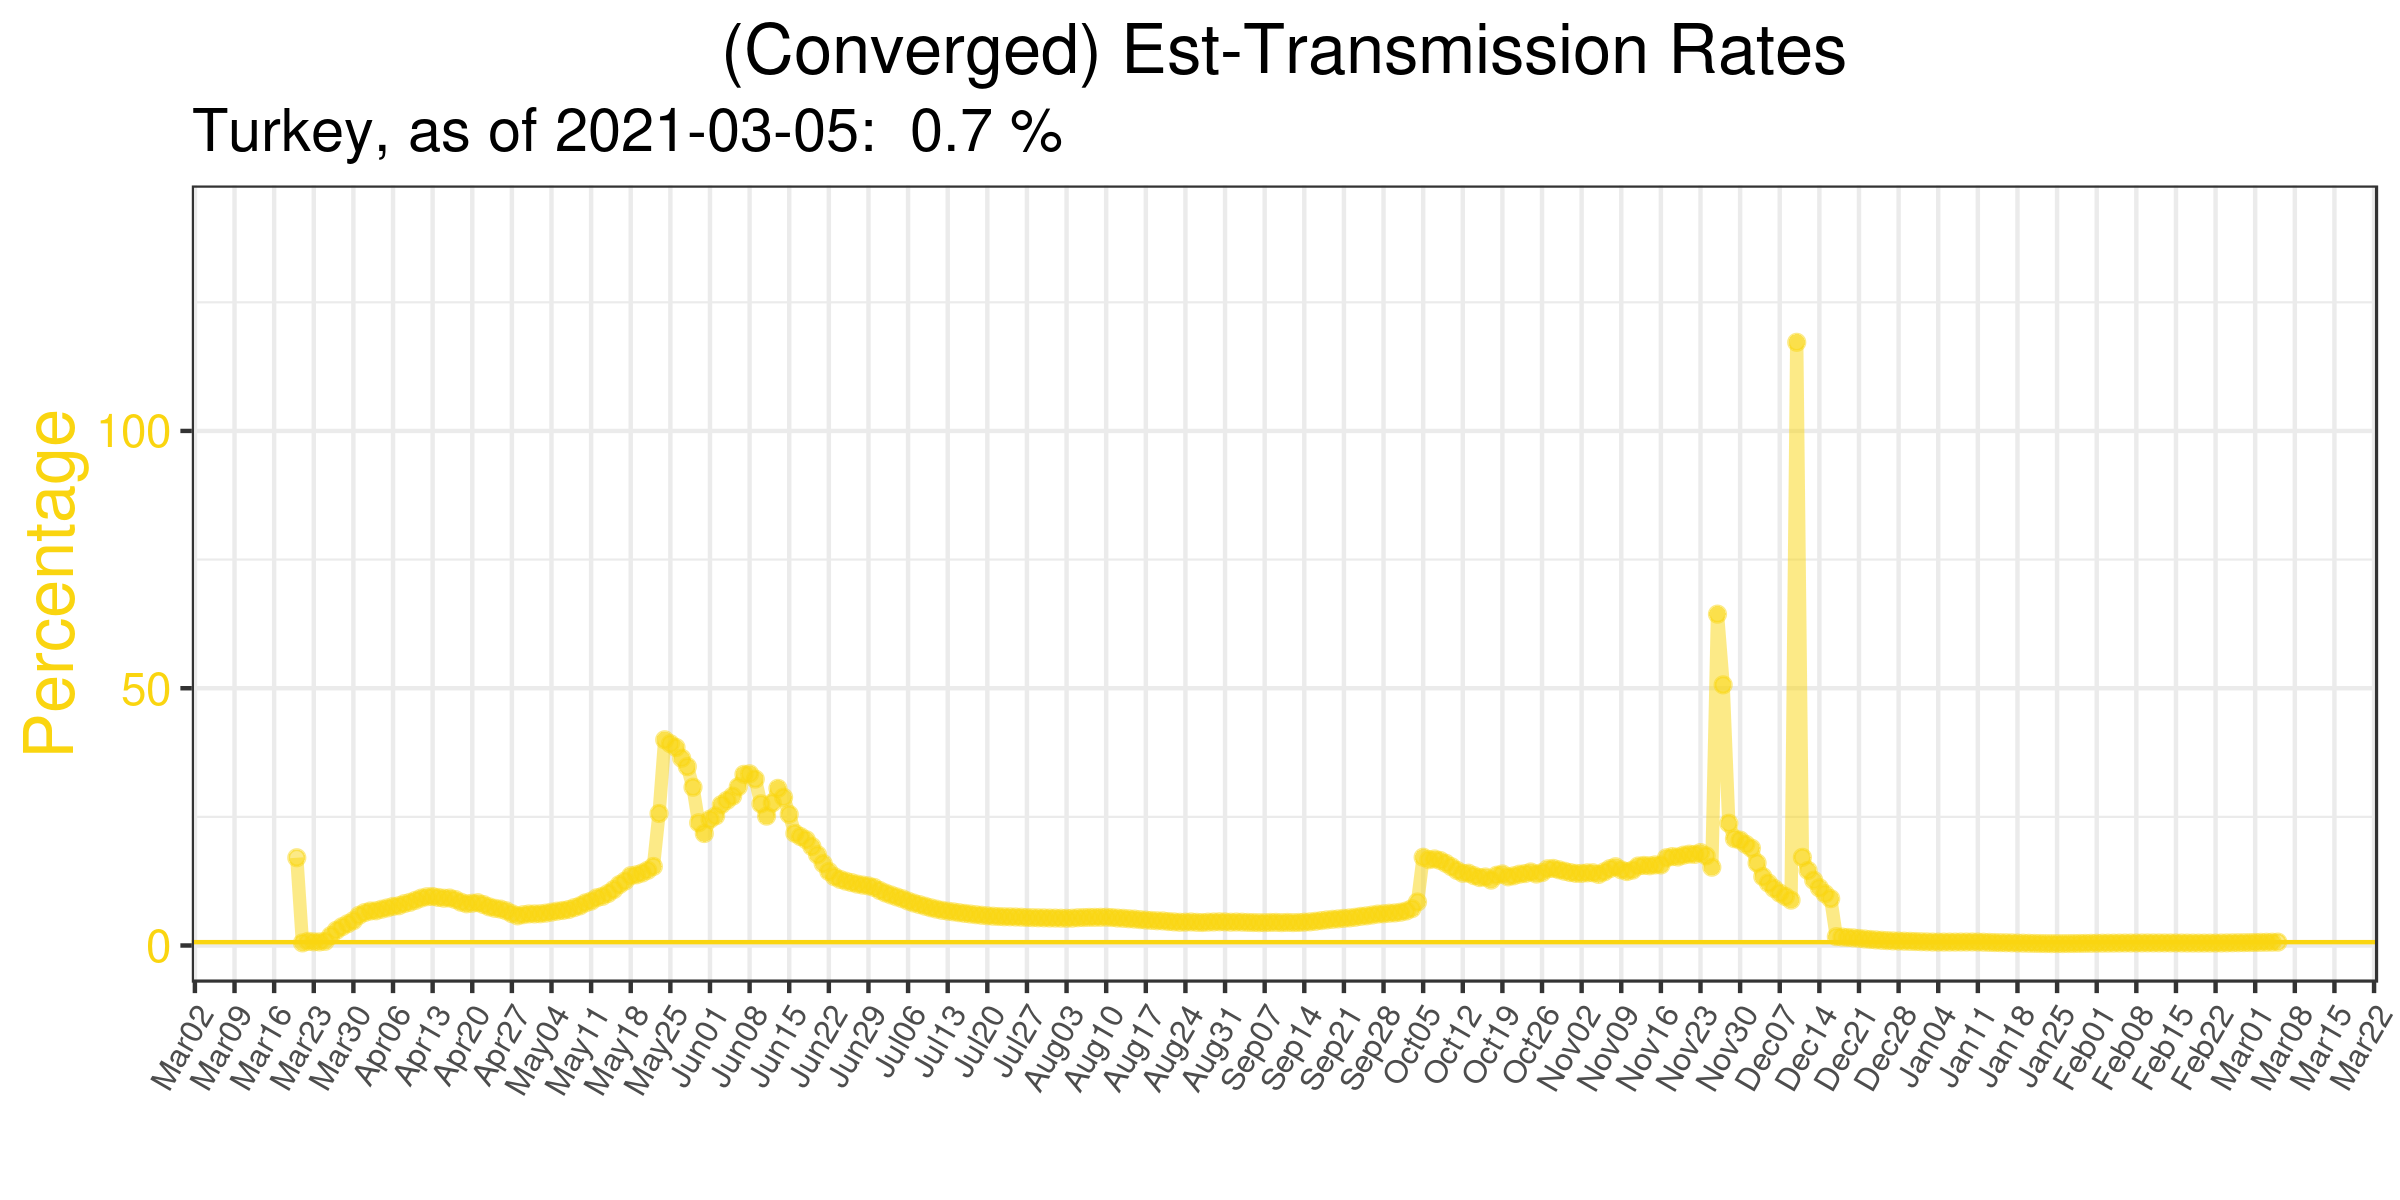 (Converged) Est-Transmission Rates
Turkey, as of 2021-03-05:  0.7 %
Percentage
100
50
0
Mar02
Mar09
Mar16
Mar23
Mar30
Apr06
Apr13
Apr20
Apr27
May04
May11
May18
May25
Jun01
Jun08
Jun15
Jun22
Jun29
Jul06
Jul13
Jul20
Jul27
Aug03
Aug10
Aug17
Aug24
Aug31
Sep07
Sep14
Sep21
Sep28
Oct05
Oct12
Oct19
Oct26
Nov02
Nov09
Nov16
Nov23
Nov30
Dec07
Dec14
Dec21
Dec28
Jan04
Jan11
Jan18
Jan25
Feb01
Feb08
Feb15
Feb22
Mar01
Mar08
Mar15
Mar22